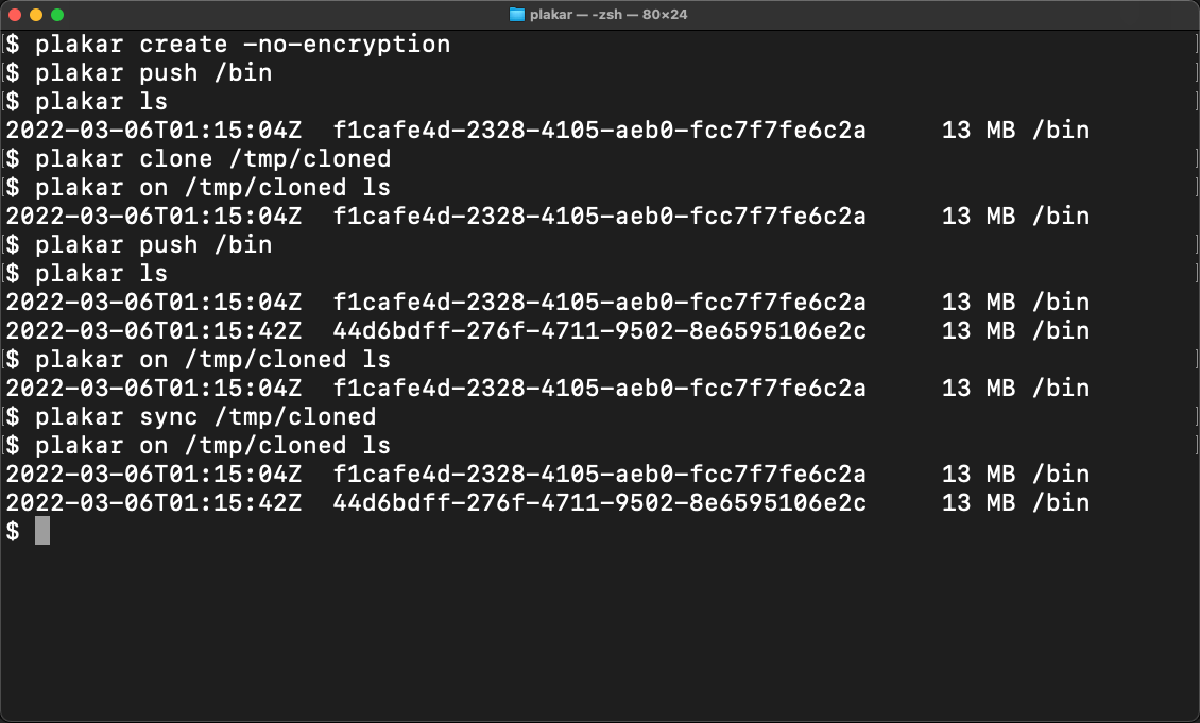 plakar — -zsh — 80×24
$ plakar create -no-encryption
$ plakar push /bin
$ plakar ls
2022-03-06T01:15:04Z  f1cafe4d-2328-4105-aeb0-fcc7f7fe6c2a     13 MB /bin
$ plakar clone /tmp/cloned
$ plakar on /tmp/cloned ls
2022-03-06T01:15:04Z  f1cafe4d-2328-4105-aeb0-fcc7f7fe6c2a     13 MB /bin
$ plakar push /bin
$ plakar ls
2022-03-06T01:15:04Z  f1cafe4d-2328-4105-aeb0-fcc7f7fe6c2a     13 MB /bin
2022-03-06T01:15:42Z  44d6bdff-276f-4711-9502-8e6595106e2c     13 MB /bin
$ plakar on /tmp/cloned ls
2022-03-06T01:15:04Z  f1cafe4d-2328-4105-aeb0-fcc7f7fe6c2a     13 MB /bin
$ plakar sync /tmp/cloned
$ plakar on /tmp/cloned ls
2022-03-06T01:15:04Z  f1cafe4d-2328-4105-aeb0-fcc7f7fe6c2a     13 MB /bin
2022-03-06T01:15:42Z  44d6bdff-276f-4711-9502-8e6595106e2c     13 MB /bin
$